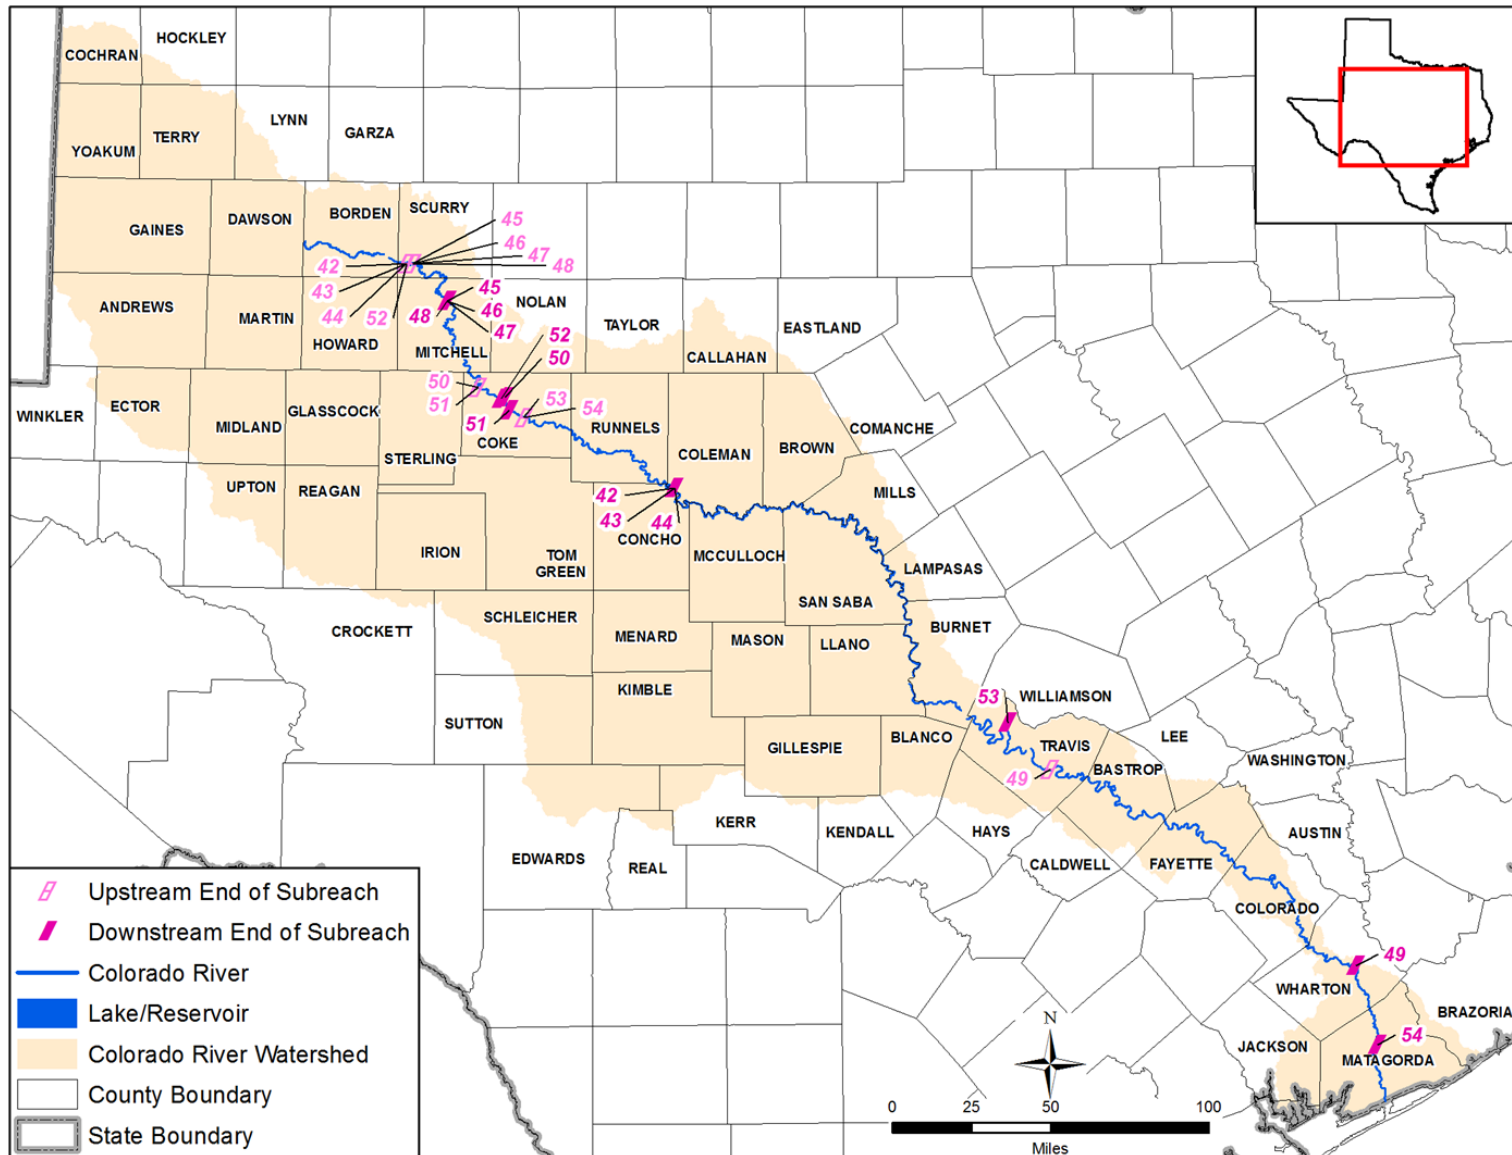 HOCKLEY
COCHRAN
LYNN
GARZA
TERRY
YOAKUM
SCURRY
BORDEN
DAWSON
GAINES
45
46
47
48
42
43
44
52
45
46
47
48
ANDREWS
MARTIN
HOWARD
MITCHELL
NOLAN
TAYLOR
EASTLAND
CALLAHAN
52
50
50
51
53
54
51
WINKLER
ECTOR
MIDLAND
GLASSCOCK
STERLING
COKE
RUNNELS
COLEMAN
BROWN
COMANCHE
UPTON
REAGAN
42
43
44
CONCHO
MILLS
IRION
TOM
GREEN
MCCULLOCH
LAMPASAS
SAN SABA
CROCKETT
SCHLEICHER
MENARD
MASON
LLANO
BURNET
KIMBLE
SUTTON
53
WILLIAMSON
GILLESPIE
BLANCO
TRAVIS
LEE
49
BASTROP
WASHINGTON
KERR
KENDALL
HAYS
AUSTIN
EDWARDS
REAL
CALDWELL
FAYETTE
COLORADO
49
WHARTON
BRAZORIA
54
JACKSON
MATAGORDA
Upstream End of Subreach
Downstream End of Subreach
Colorado River
Lake/Reservoir
Colorado River Watershed
County Boundary
State Boundary
N
0 25 50 100
Miles